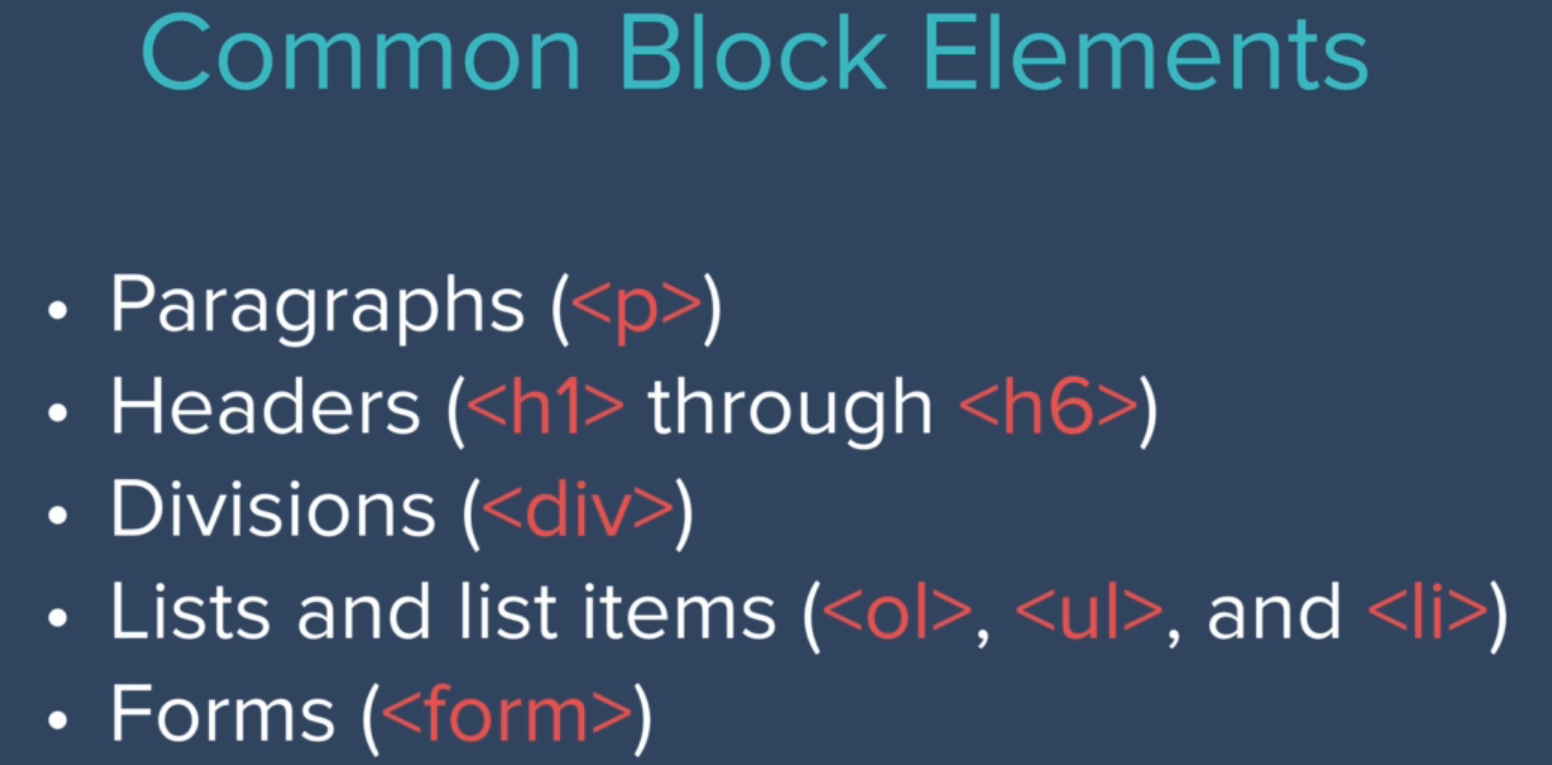 Common Block Elements
• Paragraphs (<p>)
• Headers (<h1> through <h6>)
• Divisions (<div>)
• Lists and list items (<ol>, <ul>, and <li>)
• Forms (<form>)